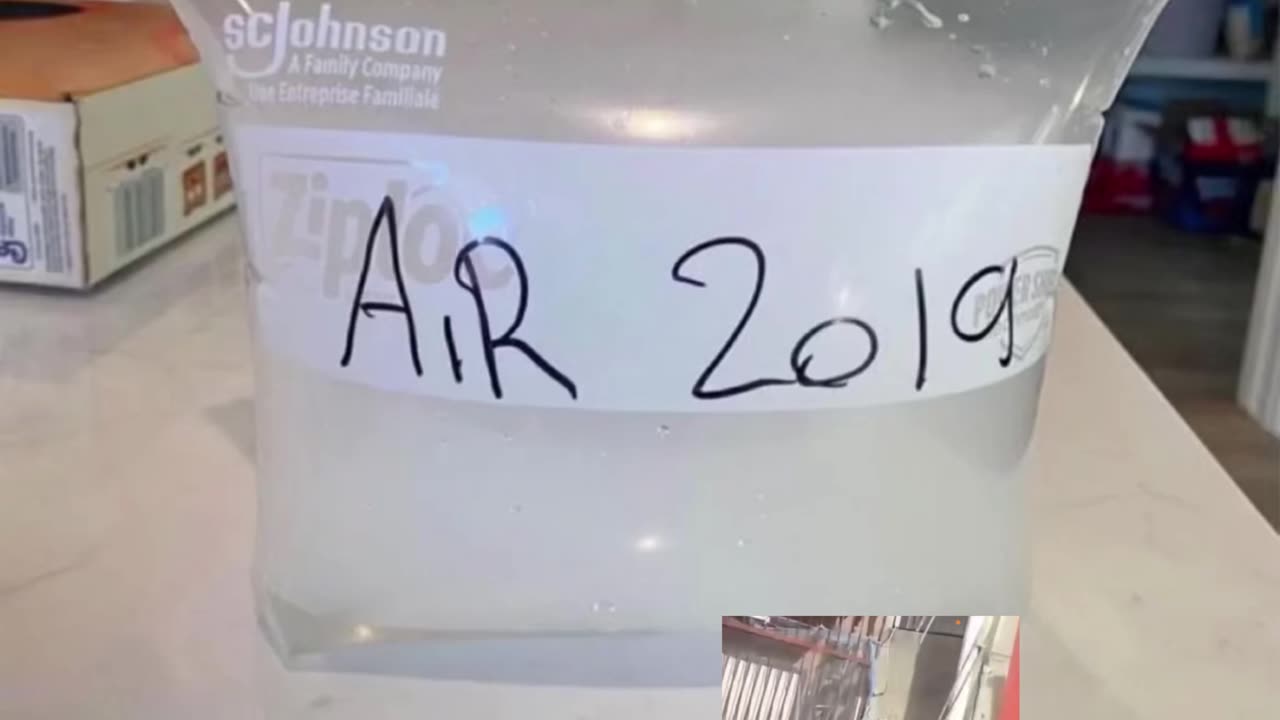 scJohnson
A Family Company
Une Entreprise Familiale
Ziploc
AIR 2019